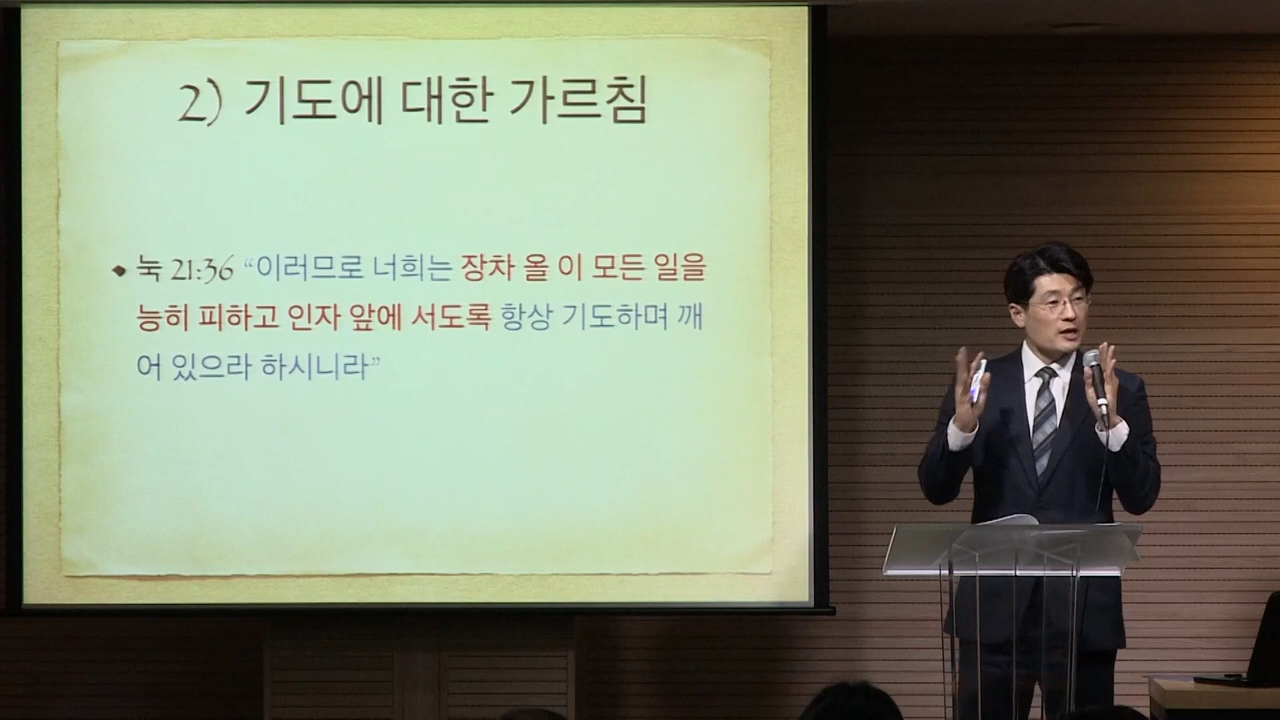 2) 기도에 대한 가르침
눅 21:36 “이러므로 너희는 장차 올 이 모든 일을
능히 피하고 인자 앞에 서도록 항상 기도하며 깨
어 있으라 하시니라”